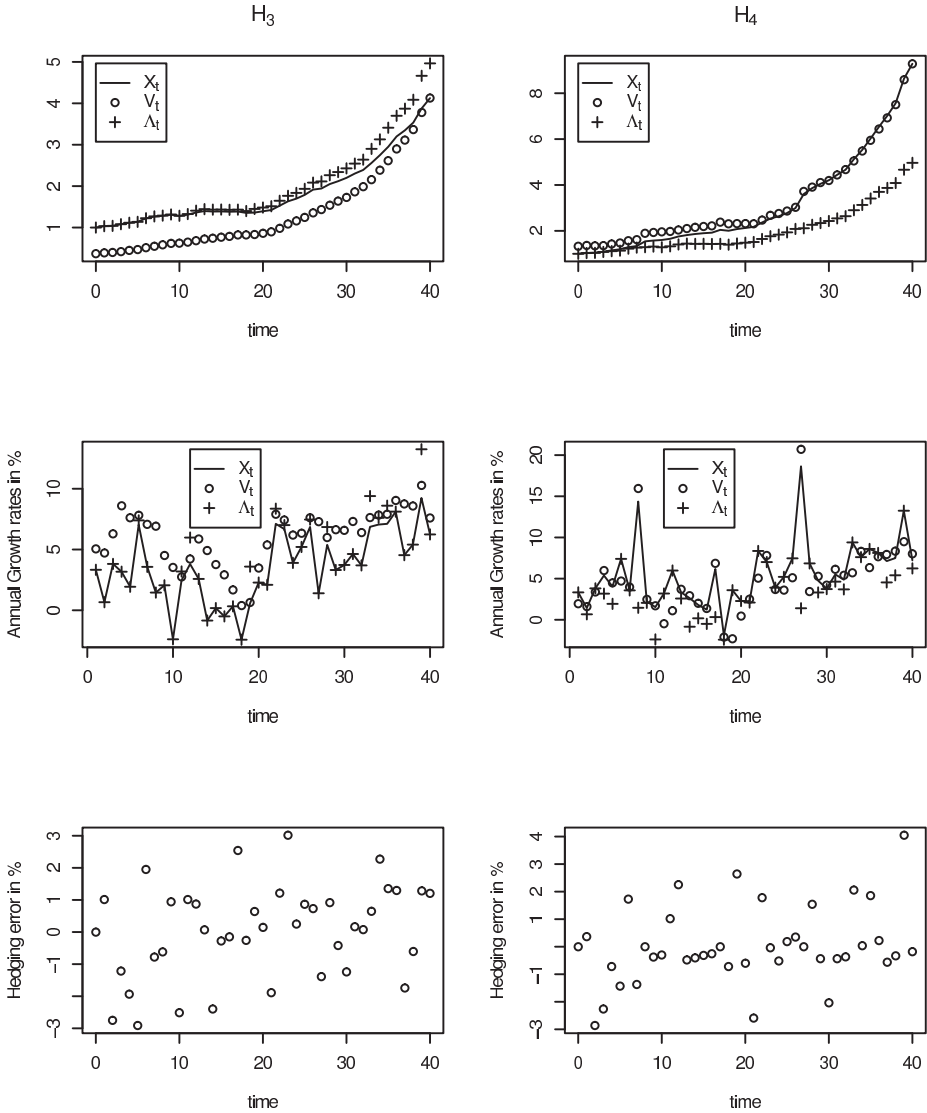 H₃
H₄
5
4
3
2
1
Xₜ
Vₜ
Λₜ
0 10 20 30 40
time
8
6
4
2
Xₜ
Vₜ
Λₜ
0 10 20 30 40
time
Annual Growth rates in %
10
5
0
Xₜ
Vₜ
Λₜ
0 10 20 30 40
time
Annual Growth rates in %
20
15
10
5
0
Xₜ
Vₜ
Λₜ
0 10 20 30 40
time
Hedging error in %
3
2
1
0
−1
−3
0 10 20 30 40
time
Hedging error in %
4
3
2
1
−1
−3
0 10 20 30 40
time